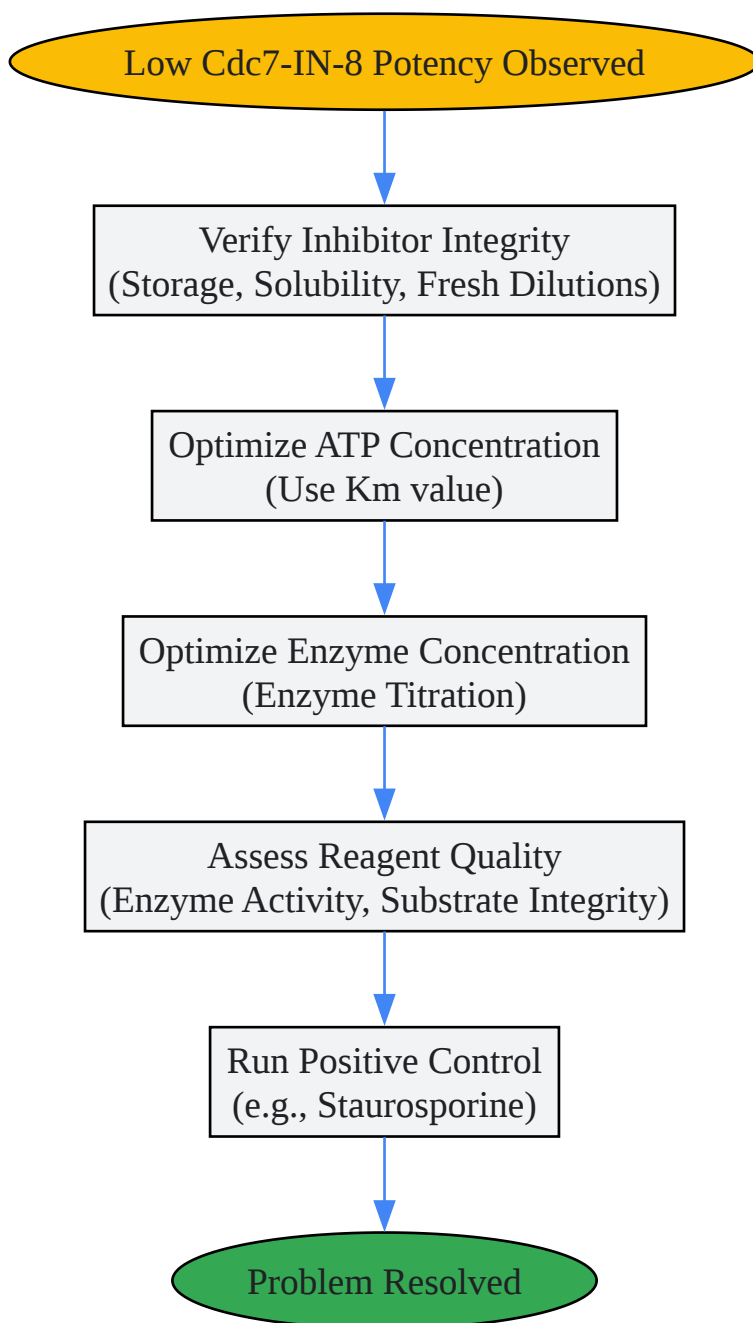 Low Cdc7-IN-8 Potency Observed
Verify Inhibitor Integrity
(Storage, Solubility, Fresh Dilutions)
Optimize ATP Concentration
(Use Km value)
Optimize Enzyme Concentration
(Enzyme Titration)
Assess Reagent Quality
(Enzyme Activity, Substrate Integrity)
Run Positive Control
(e.g., Staurosporine)
Problem Resolved